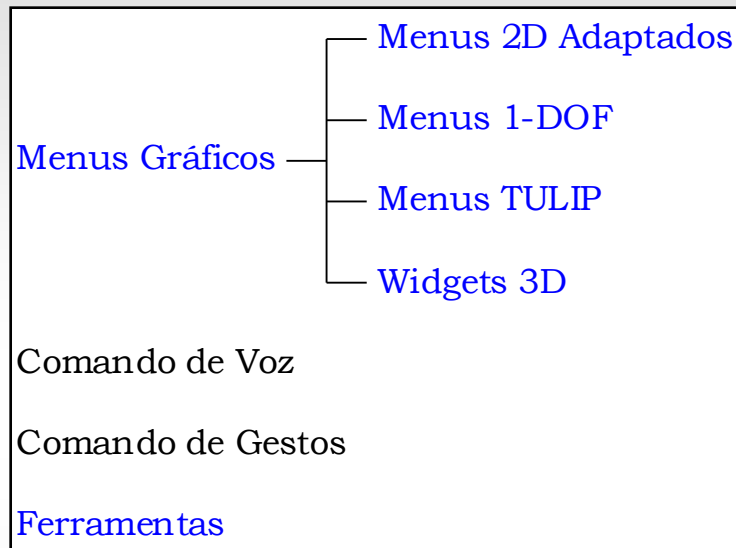 Menus 2D Adaptados
Menus 1-DOF
Menus Gráficos
Menus TULIP
Widgets 3D
Comando de Voz
Comando de Gestos
Ferramentas